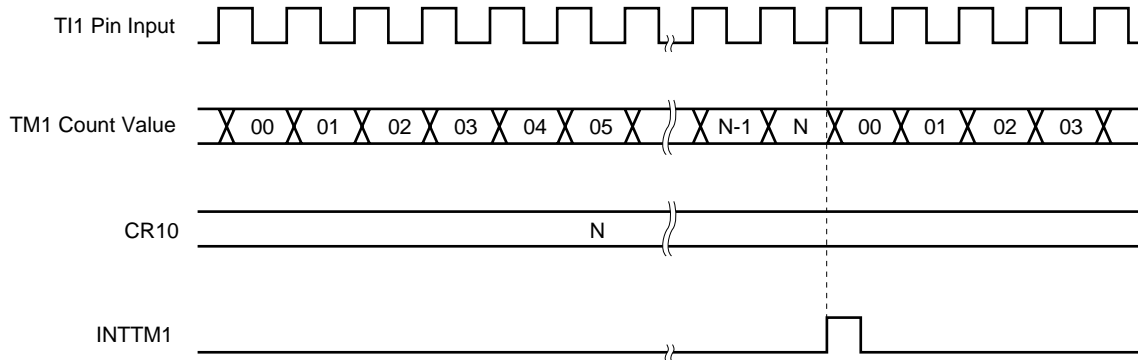 TI1 Pin Input
TM1 Count Value 00 01 02 03 04 05 N-1 N 00 01 02 03
CR10 N
INTTM1